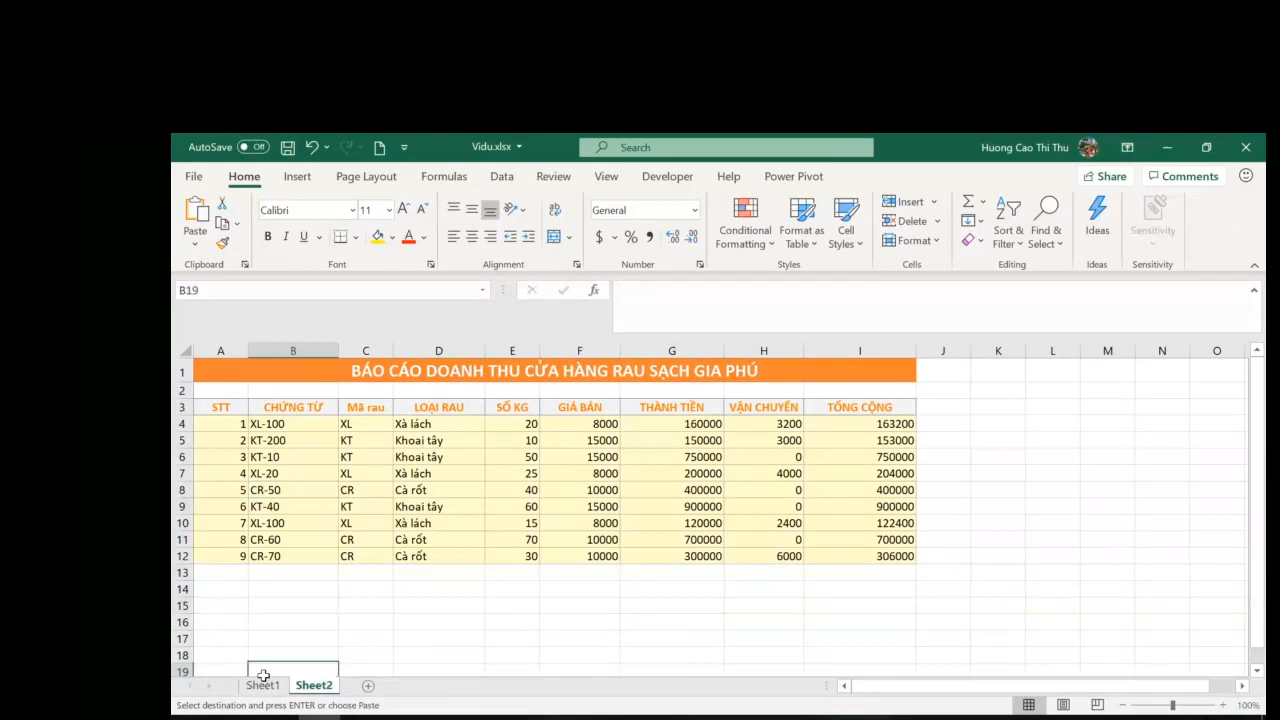 AutoSave Off Vidu.xlsx Search Huong Cao Thi Thu
File Home Insert Page Layout Formulas Data Review View Developer Help Power Pivot Share Comments
Paste Calibri 11 General Conditional Formatting Format as Table Cell Styles Insert Delete Format Sort & Filter Find & Select Ideas Sensitivity
Clipboard Font Alignment Number Styles Cells Editing Ideas Sensitivity
B19 fx
A B C D E F G H I J K L M N O
1 BÁO CÁO DOANH THU CỬA HÀNG RAU SẠCH GIA PHÚ
2
3 STT CHỨNG TỪ Mã rau LOẠI RAU SỐ KG GIÁ BÁN THÀNH TIỀN VẬN CHUYỂN TỔNG CỘNG
4 1 XL-100 XL Xà lách 20 8000 160000 3200 163200
5 2 KT-200 KT Khoai tây 10 15000 150000 3000 153000
6 3 KT-10 KT Khoai tây 50 15000 750000 0 750000
7 4 XL-20 XL Xà lách 25 8000 200000 4000 204000
8 5 CR-50 CR Cà rốt 40 10000 400000 0 400000
9 6 KT-40 KT Khoai tây 60 15000 900000 0 900000
10 7 XL-100 XL Xà lách 15 8000 120000 2400 122400
11 8 CR-60 CR Cà rốt 70 10000 700000 0 700000
12 9 CR-70 CR Cà rốt 30 10000 300000 6000 306000
13
14
15
16
17
18
19
Sheet1 Sheet2
Select destination and press ENTER or choose Paste 100%